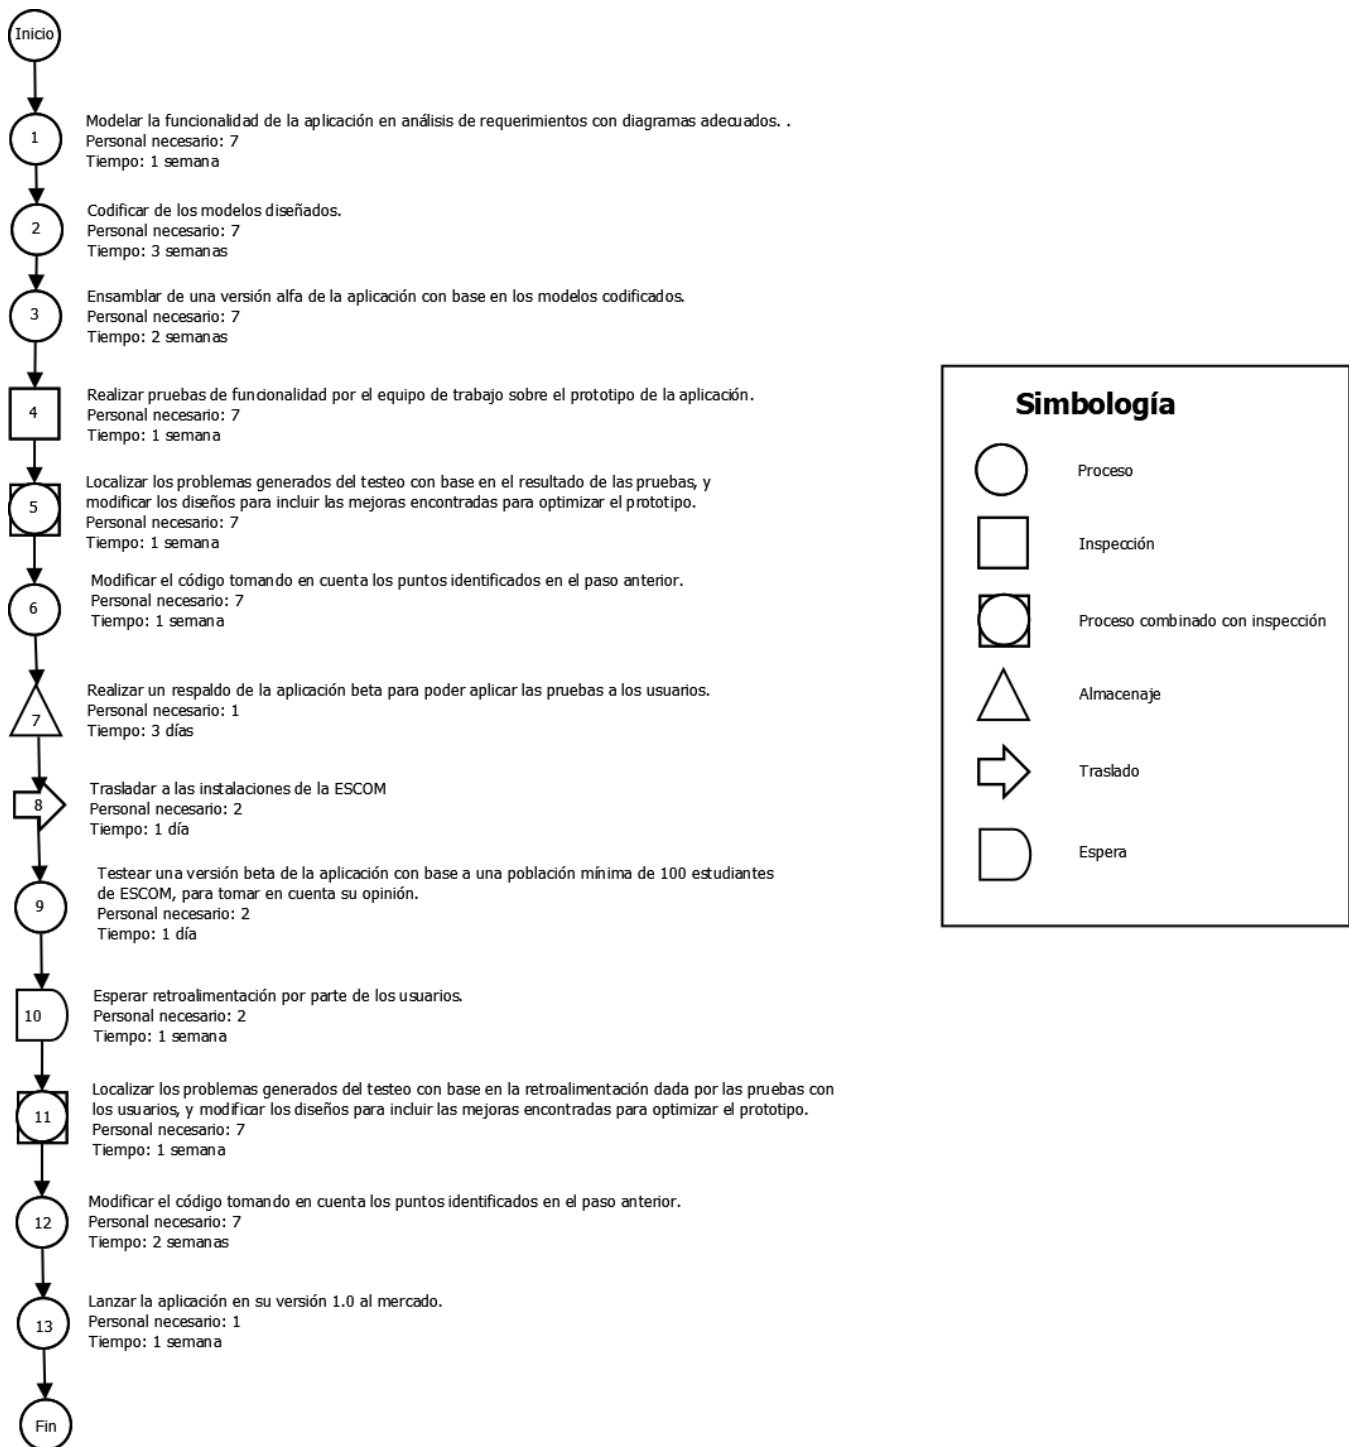 Inicio
1
Modelar la funcionalidad de la aplicación en análisis de requerimientos con diagramas adecuados. .
Personal necesario: 7
Tiempo: 1 semana
2
Codificar de los modelos diseñados.
Personal necesario: 7
Tiempo: 3 semanas
3
Ensamblar de una versión alfa de la aplicación con base en los modelos codificados.
Personal necesario: 7
Tiempo: 2 semanas
4
Realizar pruebas de funcionalidad por el equipo de trabajo sobre el prototipo de la aplicación.
Personal necesario: 7
Tiempo: 1 semana
5
Localizar los problemas generados del testeo con base en el resultado de las pruebas, y
modificar los diseños para incluir las mejoras encontradas para optimizar el prototipo.
Personal necesario: 7
Tiempo: 1 semana
6
Modificar el código tomando en cuenta los puntos identificados en el paso anterior.
Personal necesario: 7
Tiempo: 1 semana
7
Realizar un respaldo de la aplicación beta para poder aplicar las pruebas a los usuarios.
Personal necesario: 1
Tiempo: 3 días
8
Trasladar a las instalaciones de la ESCOM
Personal necesario: 2
Tiempo: 1 día
9
Testear una versión beta de la aplicación con base a una población mínima de 100 estudiantes
de ESCOM, para tomar en cuenta su opinión.
Personal necesario: 2
Tiempo: 1 día
10
Esperar retroalimentación por parte de los usuarios.
Personal necesario: 2
Tiempo: 1 semana
11
Localizar los problemas generados del testeo con base en la retroalimentación dada por las pruebas con
los usuarios, y modificar los diseños para incluir las mejoras encontradas para optimizar el prototipo.
Personal necesario: 7
Tiempo: 1 semana
12
Modificar el código tomando en cuenta los puntos identificados en el paso anterior.
Personal necesario: 7
Tiempo: 2 semanas
13
Lanzar la aplicación en su versión 1.0 al mercado.
Personal necesario: 1
Tiempo: 1 semana
Fin
Simbología
Proceso
Inspección
Proceso combinado con inspección
Almacenaje
Traslado
Espera